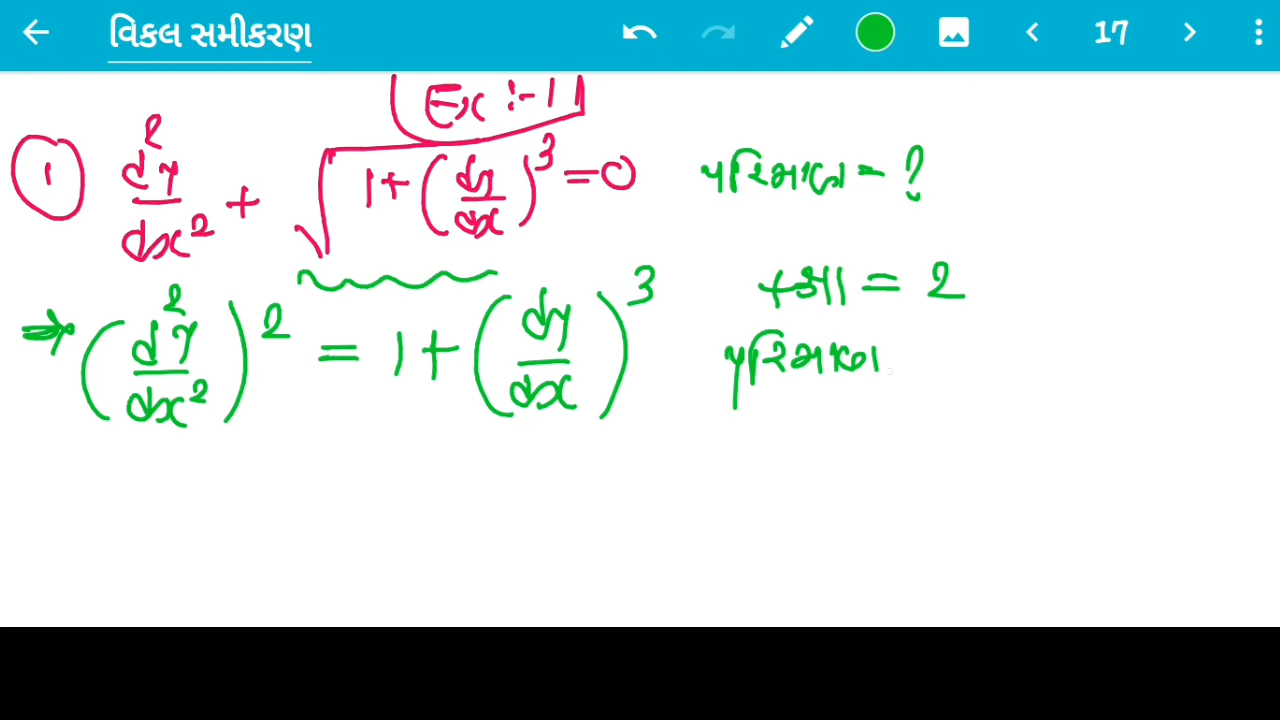 વિકલ સમીકરણ 17
Ex :- 11
① d²y/dx² + √(1+(dy/dx)³) = 0 પરિમાણ = ?
⇒ (d²y/dx²)² = 1+(dy/dx)³ કક્ષા = 2
પરિમાણ